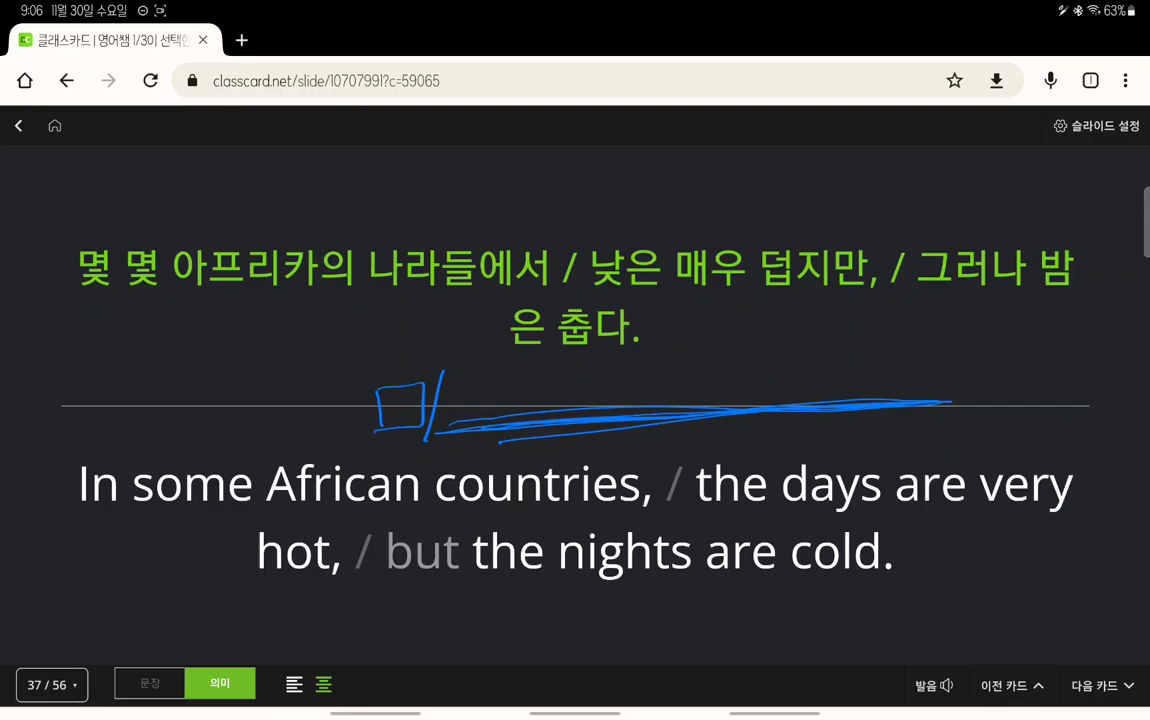 9:06 11월 30일 수요일 63%
클래스카드 | 영어쌤 1/3이 선택한
classcard.net/slide/10707991?c=59065
슬라이드 설정
몇 몇 아프리카의 나라들에서 / 낮은 매우 덥지만, / 그러나 밤
은 춥다.
In some African countries, / the days are very
hot, / but the nights are cold.
37 / 56 문장 의미 발음 이전 카드 다음 카드